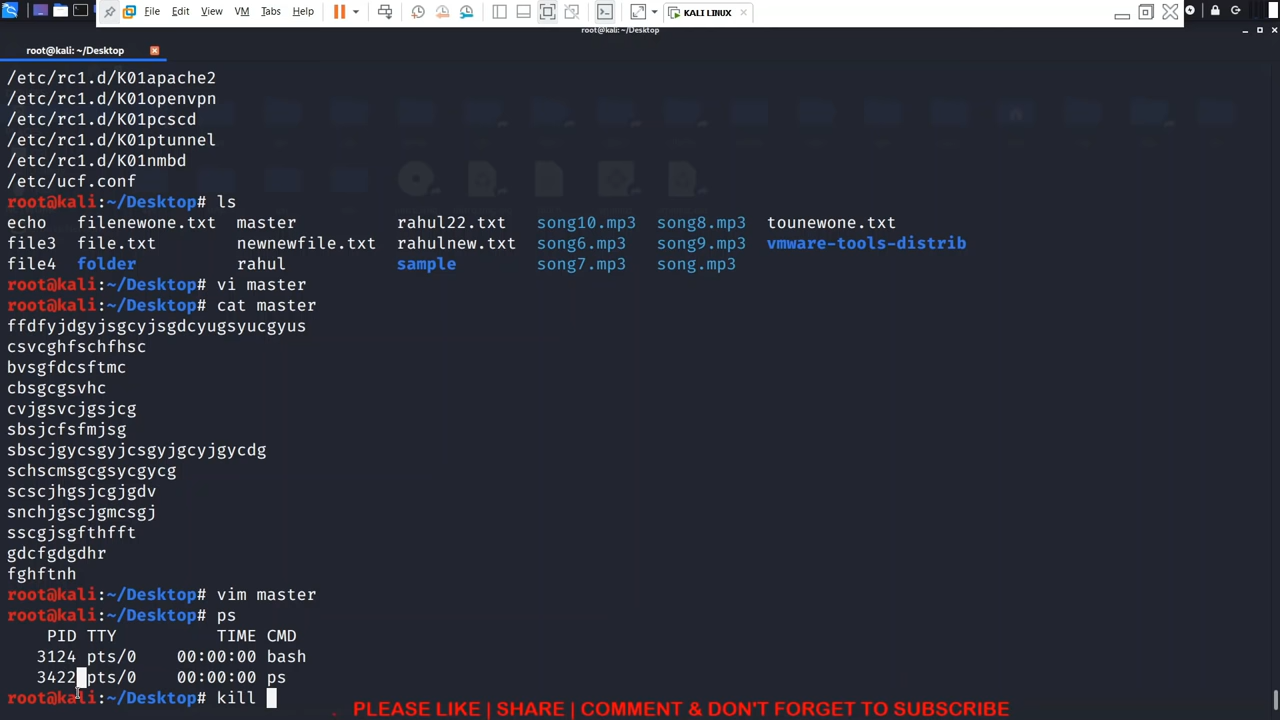 File Edit View VM Tabs Help KALI LINUX
root@kali: ~/Desktop
root@kali: ~/Desktop
/etc/rc1.d/K01apache2
/etc/rc1.d/K01openvpn
/etc/rc1.d/K01pcscd
/etc/rc1.d/K01ptunnel
/etc/rc1.d/K01nmbd
/etc/ucf.conf
root@kali:~/Desktop# ls
echo filenewone.txt master rahul22.txt song10.mp3 song8.mp3 tounewone.txt
file3 file.txt newnewfile.txt rahulnew.txt song6.mp3 song9.mp3 vmware-tools-distrib
file4 folder rahul sample song7.mp3 song.mp3
root@kali:~/Desktop# vi master
root@kali:~/Desktop# cat master
ffdfyjdgyjsgcyjsgdcyugsyucgyus
csvcghfschfhsc
bvsgfdcsftmc
cbsgcgsvhc
cvjgsvcjgsjcg
sbsjcfsfmjsg
sbscjgycsgyjcsgyjgcyjgycdg
schscmsgcgsycgycg
scscjhgsjcgjgdv
snchjgscjgmcsgj
sscgjsgfthfft
gdcfgdgdhr
fghftnh
root@kali:~/Desktop# vim master
root@kali:~/Desktop# ps
PID TTY TIME CMD
3124 pts/0 00:00:00 bash
3422 pts/0 00:00:00 ps
root@kali:~/Desktop# kill
. PLEASE LIKE | SHARE | COMMENT & DON'T FORGET TO SUBSCRIBE